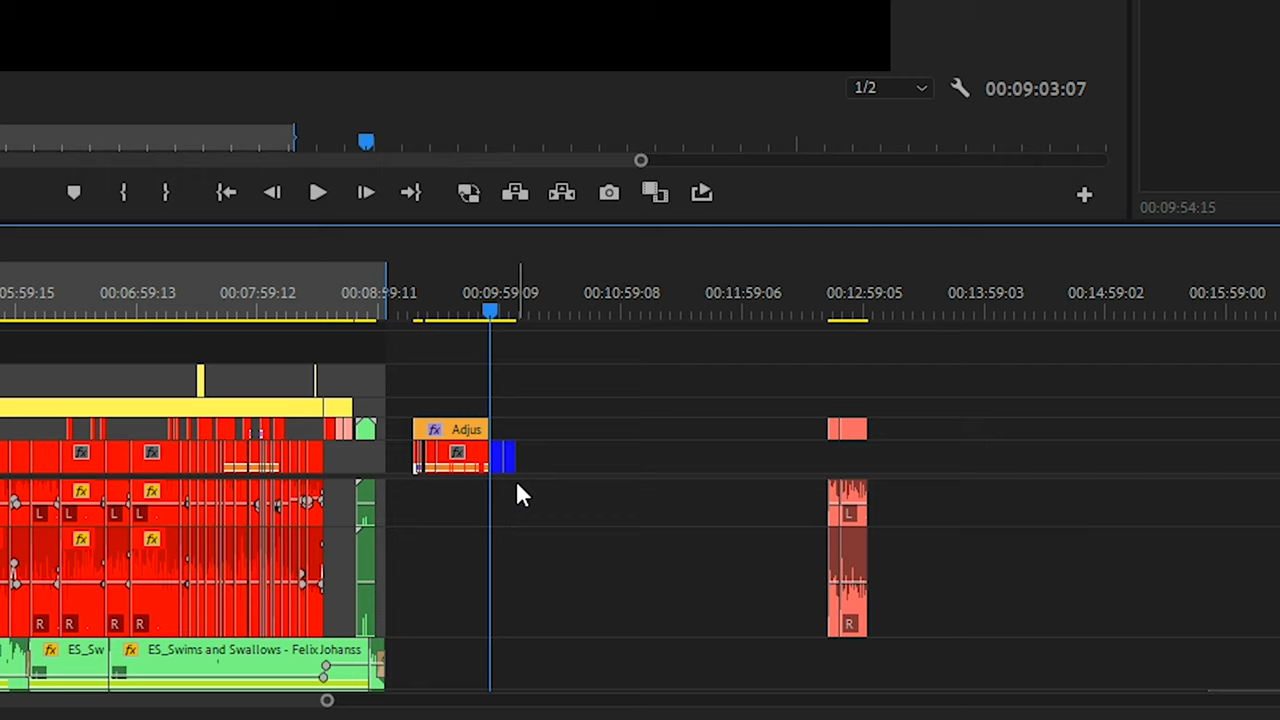 1/2 00:09:03:07
00:09:54:15
05:59:15 00:06:59:13 00:07:59:12 00:08:59:11 00:09:59:09 00:10:59:08 00:11:59:06 00:12:59:05 00:13:59:03 00:14:59:02 00:15:59:00
fx Adjus
fx fx fx
fx fx
L L L L L
fx fx
R R R R R
fx ES_Sw fx ES_Swims and Swallows - Felix Johanss